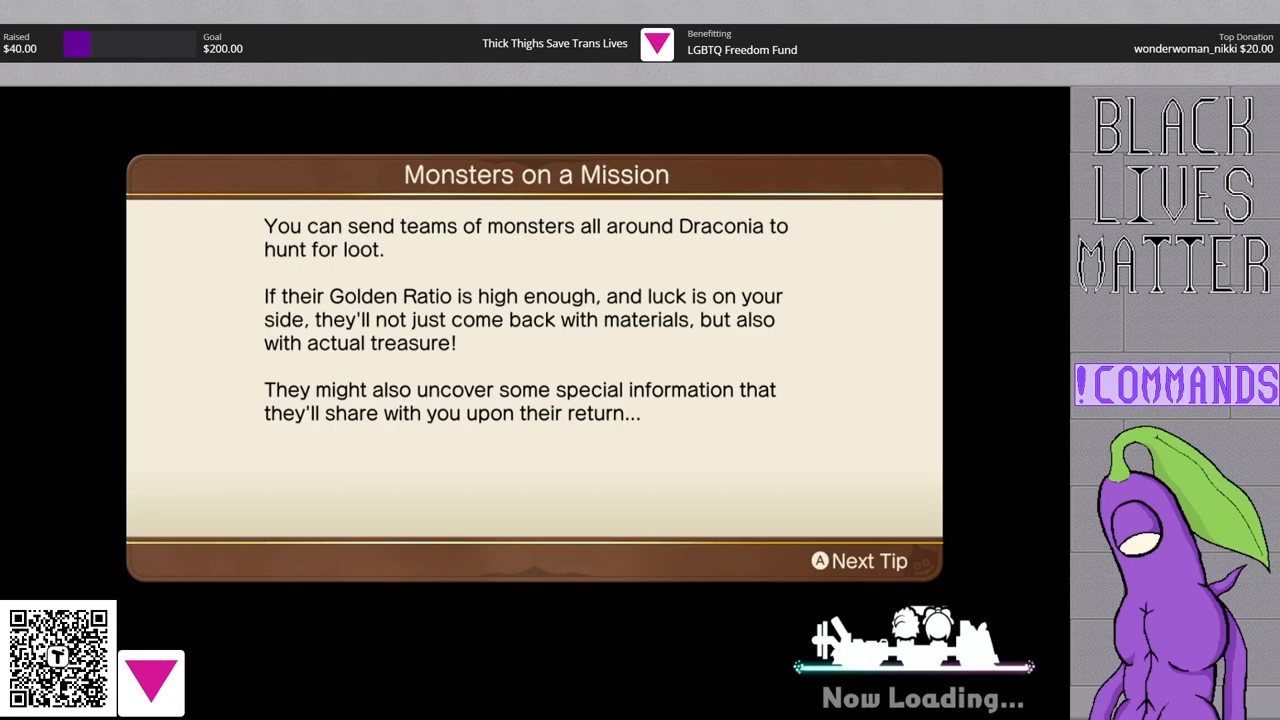 Raised
$40.00
Goal
$200.00
Thick Thighs Save Trans Lives
Benefitting
LGBTQ Freedom Fund
Top Donation
wonderwoman_nikki $20.00
BLACK
LIVES
MATTER
!COMMANDS
Monsters on a Mission
You can send teams of monsters all around Draconia to
hunt for loot.
If their Golden Ratio is high enough, and luck is on your
side, they'll not just come back with materials, but also
with actual treasure!
They might also uncover some special information that
they'll share with you upon their return...
A Next Tip
T
Now Loading...